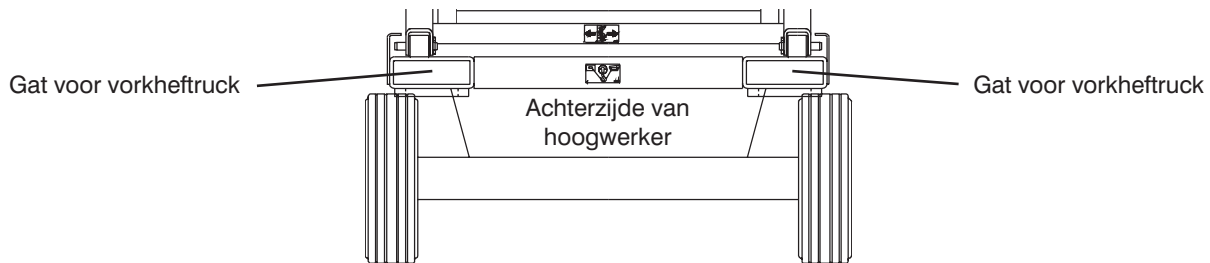 Gat voor vorkheftruck
Gat voor vorkheftruck
Achterzijde van
hoogwerker